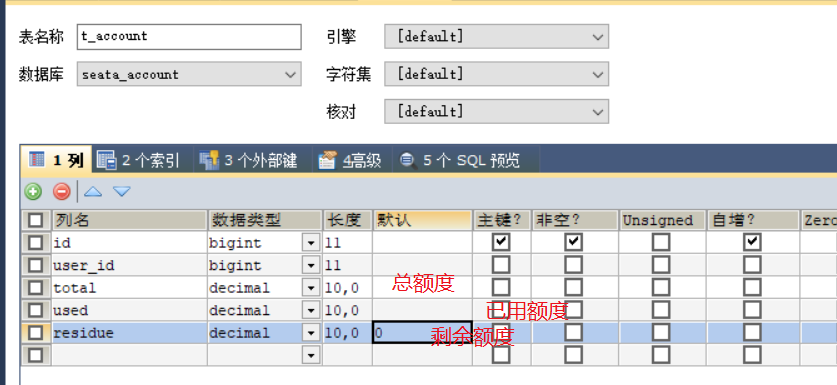 表名称 t_account 引擎 [default]
数据库 seata_account 字符集 [default]
核对 [default]
1 列 2 个索引 3 个外部键 4高级 5 个 SQL 预览
列名 数据类型 长度 默认 主键? 非空? Unsigned 自增? Zero
id bigint 11
user_id bigint 11
total decimal 10,0 总额度
used decimal 10,0 已用额度
residue decimal 10,0 0 剩余额度